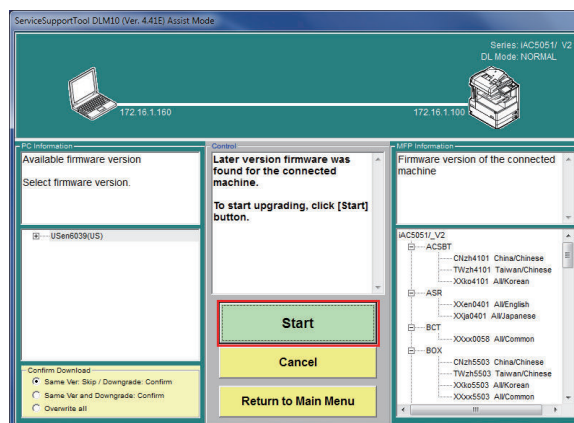 ServiceSupportTool DLM10 (Ver. 4.41E) Assist Mode
Series: iAC5051/ V2
DL Mode: NORMAL
172.16.1.160
172.16.1.100
PC Information
Available firmware version
Select firmware version.
USen6039(US)
Confirm Download
Same Ver: Skip / Downgrade: Confirm
Same Ver and Downgrade: Confirm
Overwrite all
Control
Later version firmware was
found for the connected
machine.
To start upgrading, click [Start]
button.
Start
Cancel
Return to Main Menu
MFP Information
Firmware version of the connected
machine
iAC5051/_V2
ACSBT
CNzh4101 China/Chinese
TWzh4101 Taiwan/Chinese
XXko4101 All/Korean
ASR
XXen0401 All/English
XXja0401 All/Japanese
BCT
XXxx0058 All/Common
BOX
CNzh5503 China/Chinese
TWzh5503 Taiwan/Chinese
XXko5503 All/Korean
XXxx5503 All/Common